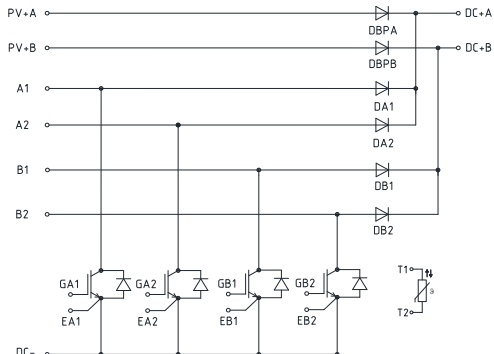 PV+A DC+A
DBPA
PV+B DC+B
DBPB
A1
DA1
A2
DA2
B1
DB1
B2
DB2
GA1 GA2 GB1 GB2 T1
EA1 EA2 EB1 EB2 T2
DC-